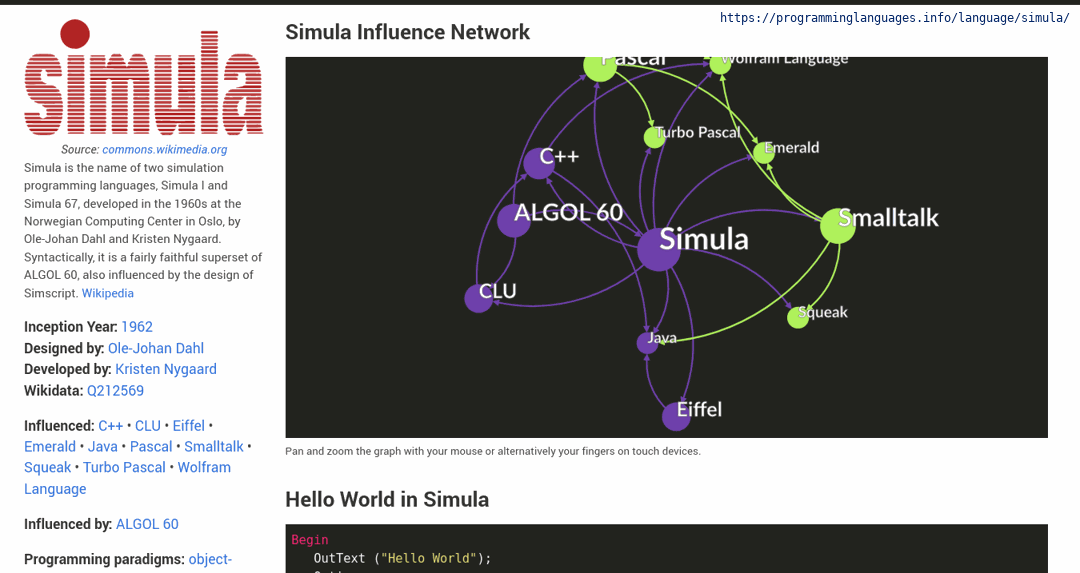 https://programminglanguages.info/language/simula/
simula
Source: commons.wikimedia.org
Simula is the name of two simulation
programming languages, Simula I and
Simula 67, developed in the 1960s at the
Norwegian Computing Center in Oslo, by
Ole-Johan Dahl and Kristen Nygaard.
Syntactically, it is a fairly faithful superset of
ALGOL 60, also influenced by the design of
Simscript. Wikipedia
Inception Year: 1962
Designed by: Ole-Johan Dahl
Developed by: Kristen Nygaard
Wikidata: Q212569
Influenced: C++ • CLU • Eiffel •
Emerald • Java • Pascal • Smalltalk •
Squeak • Turbo Pascal • Wolfram
Language
Influenced by: ALGOL 60
Programming paradigms: object-
Simula Influence Network
Pascal
Wolfram Language
Turbo Pascal
Emerald
C++
ALGOL 60
Smalltalk
Simula
CLU
Squeak
Java
Eiffel
Pan and zoom the graph with your mouse or alternatively your fingers on touch devices.
Hello World in Simula
Begin
OutText ("Hello World");